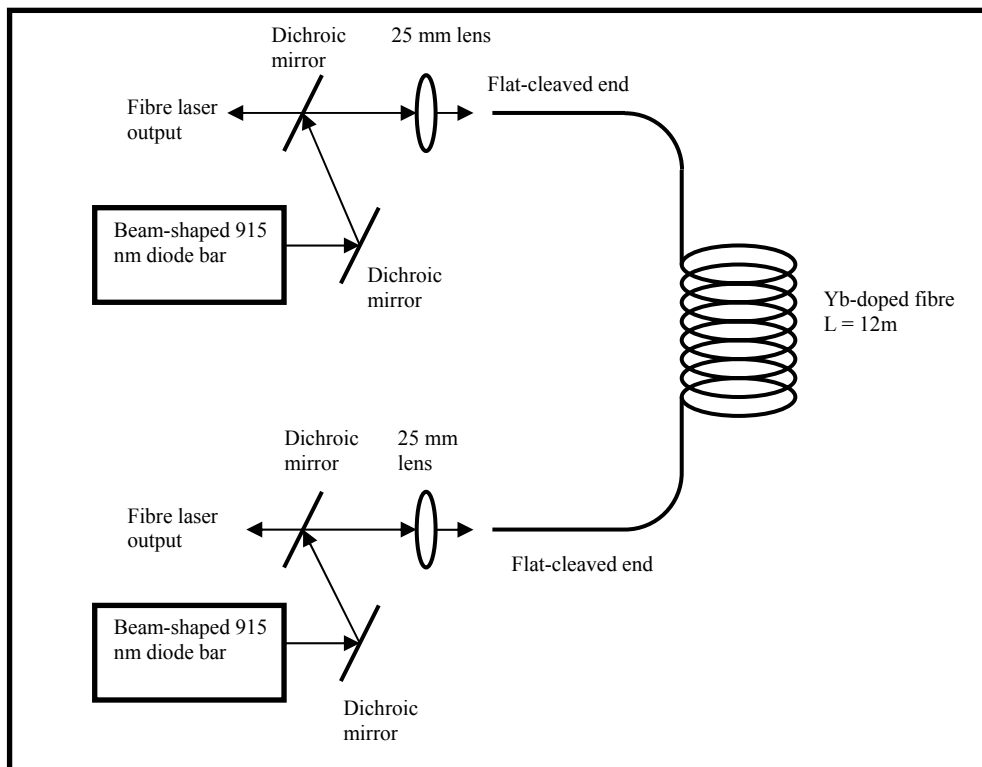 Dichroic
mirror
25 mm lens
Flat-cleaved end
Fibre laser
output
Beam-shaped 915
nm diode bar
Dichroic
mirror
Yb-doped fibre
L = 12m
Dichroic
mirror
25 mm
lens
Fibre laser
output
Flat-cleaved end
Beam-shaped 915
nm diode bar
Dichroic
mirror